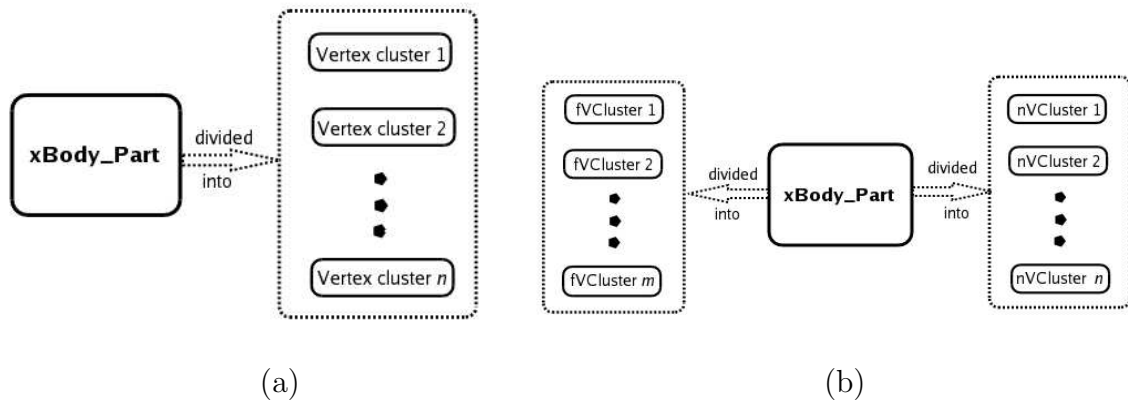 xBody_Part
divided
into
Vertex cluster 1
Vertex cluster 2
Vertex cluster n
(a)
fVCluster 1
fVCluster 2
fVCluster m
divided
into
xBody_Part
divided
into
nVCluster 1
nVCluster 2
nVCluster n
(b)